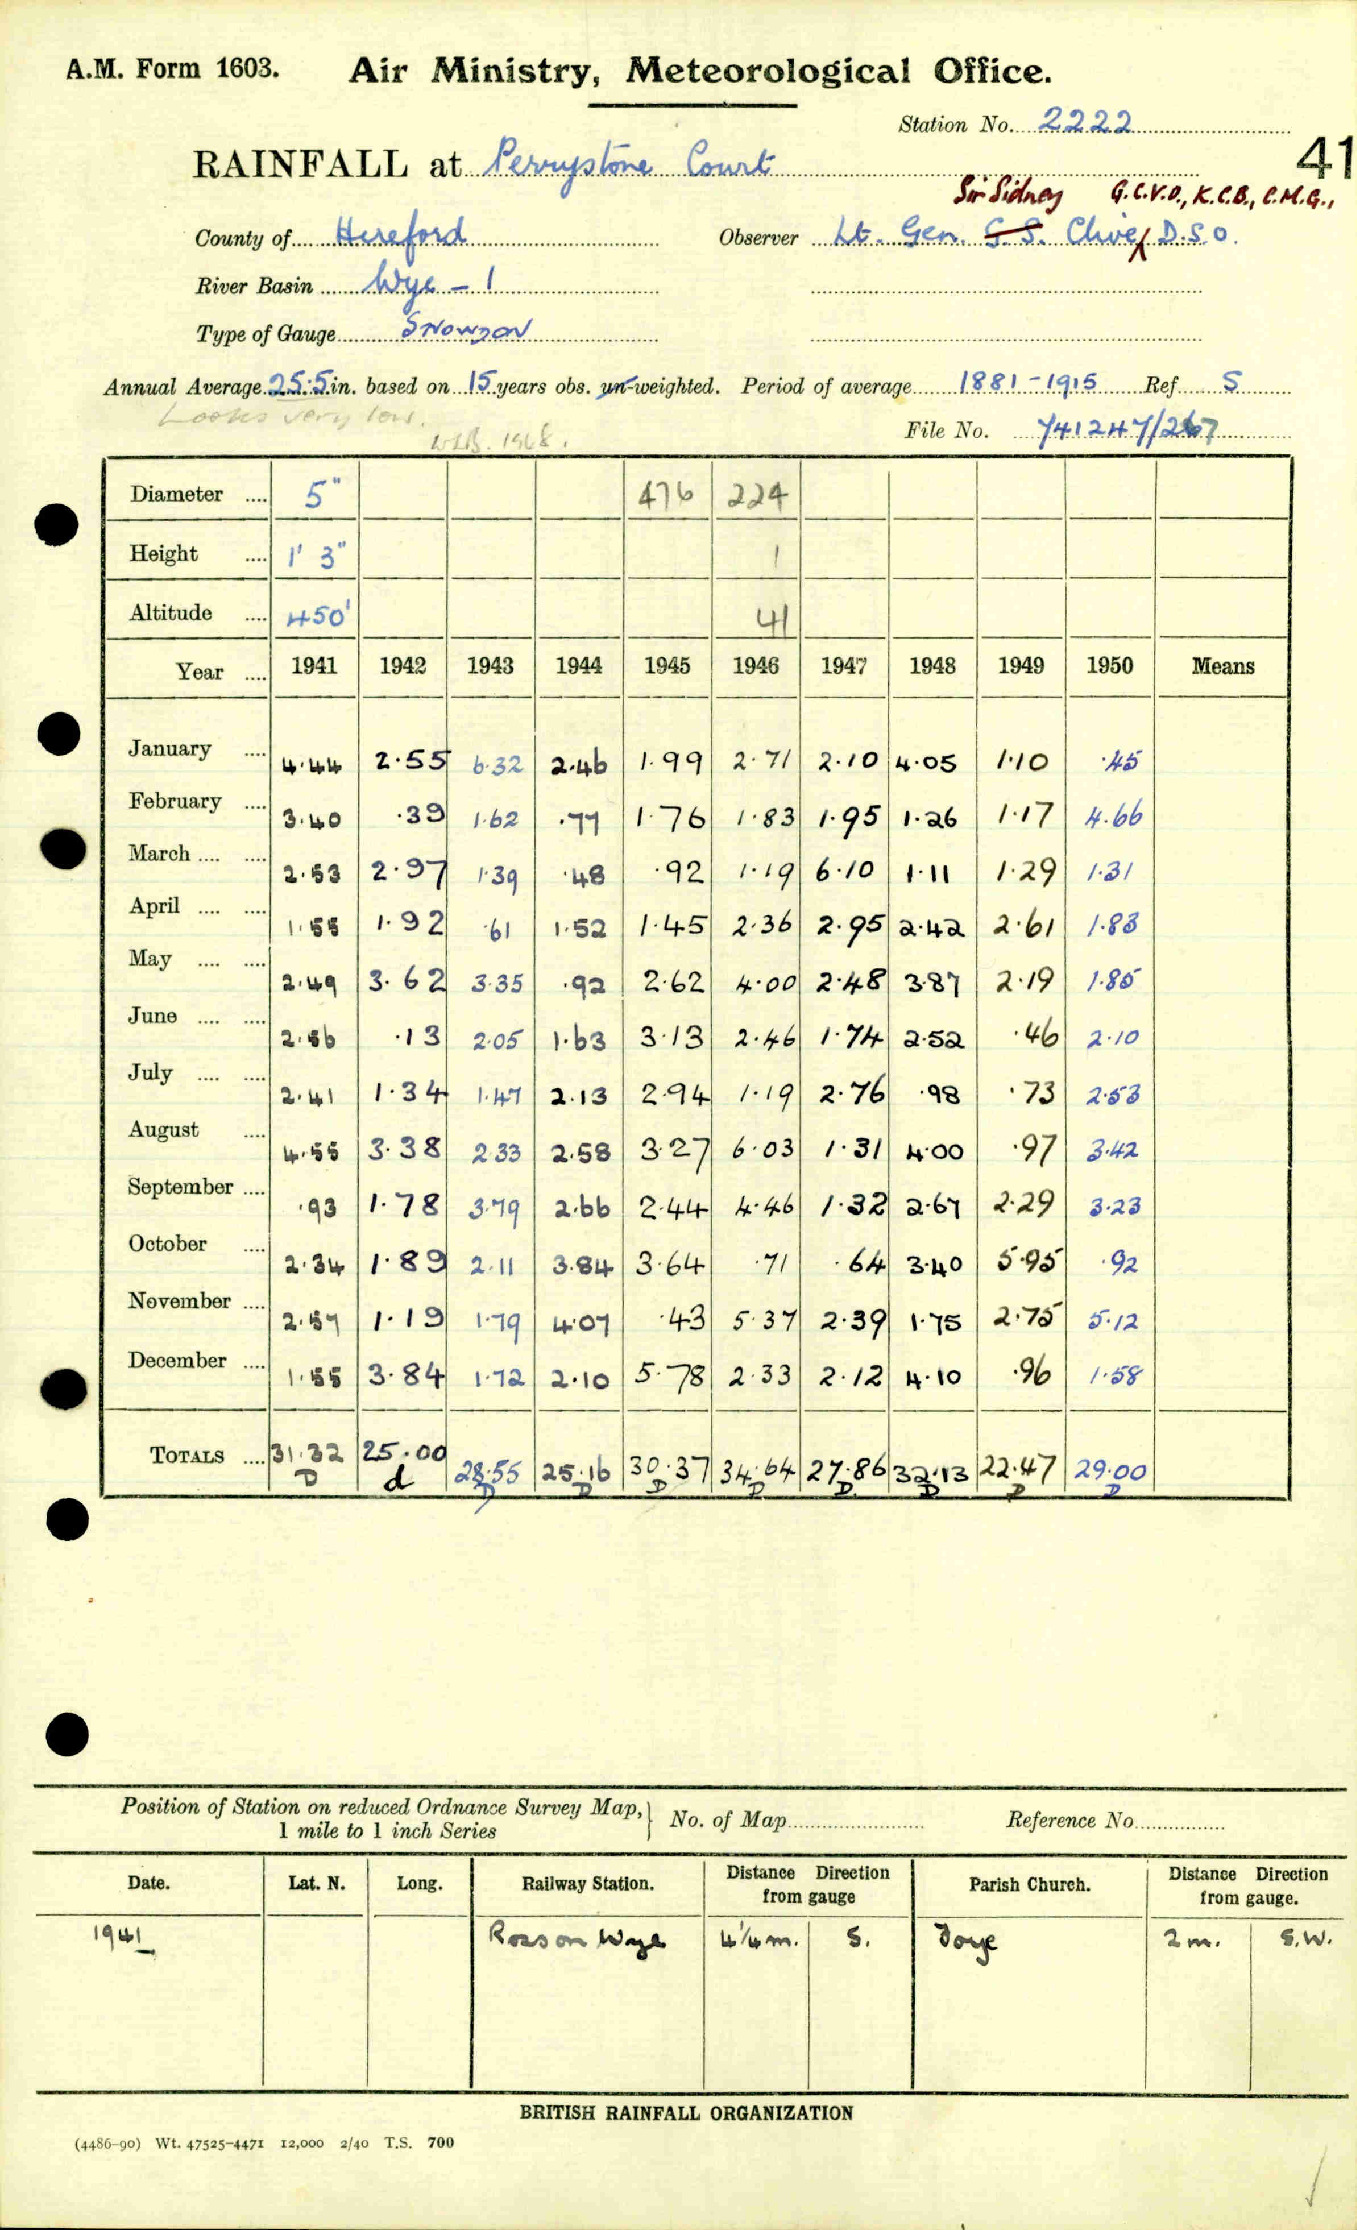 A.M. Form 1603. Air Ministry, Meteorological Office.
Station No. 2222
41
RAINFALL at Perrystone Court
Sir Sidney G.C.V.O., K.C.B., C.M.G.,
County of Hereford Observer Lt. Gen. G. S. Clive, D.S.O.
River Basin Wye – 1
Type of Gauge SNOWDON
Annual Average 25.5 in. based on 15 years obs. un-weighted. Period of average 1881-1915 Ref S
Looks very low.
1968.
File No. 741247/267
Diameter .... 5" 476 224
Height .... 1' 3" 1
Altitude .... 450' 41
Year .... 1941 1942 1943 1944 1945 1946 1947 1948 1949 1950 Means
January .... 4.44 2.55 6.32 2.46 1.99 2.71 2.10 4.05 1.10 .45
February .... 3.40 .39 1.62 .77 1.76 1.83 1.95 1.26 1.17 4.66
March .... .... 2.53 2.97 1.39 .48 .92 1.19 6.10 1.11 1.29 1.31
April .... .... 1.55 1.92 .61 1.52 1.45 2.36 2.95 2.42 2.61 1.83
May .... .... 2.49 3.62 3.35 .92 2.62 4.00 2.48 3.87 2.19 1.85
June .... .... 2.56 .13 2.05 1.63 3.13 2.46 1.74 2.52 .46 2.10
July .... .... 2.41 1.34 1.47 2.13 2.94 1.19 2.76 .98 .73 2.53
August .... 4.55 3.38 2.33 2.58 3.27 6.03 1.31 4.00 .97 3.42
September .... .93 1.78 3.79 2.66 2.44 4.46 1.32 2.67 2.29 3.23
October .... 2.34 1.89 2.11 3.84 3.64 .71 .64 3.40 5.95 .92
November .... 2.57 1.19 1.79 4.07 .43 5.37 2.39 1.75 2.75 5.12
December .... 1.55 3.84 1.72 2.10 5.78 2.33 2.12 4.10 .96 1.58
TOTALS .... 31.32 25.00 28.55 25.16 30.37 34.64 27.86 32.13 22.47 29.00
D d D D D D D D D D
Position of Station on reduced Ordnance Survey Map, } No. of Map Reference No.
1 mile to 1 inch Series
Date. Lat. N. Long. Railway Station. Distance Direction from gauge Parish Church. Distance Direction from gauge.
1941 Ross on Wye 4¼ m. S. Foye 2 m. S.W.
BRITISH RAINFALL ORGANIZATION
(4486-90) Wt. 47525-4471 12,000 2/40 T.S. 700